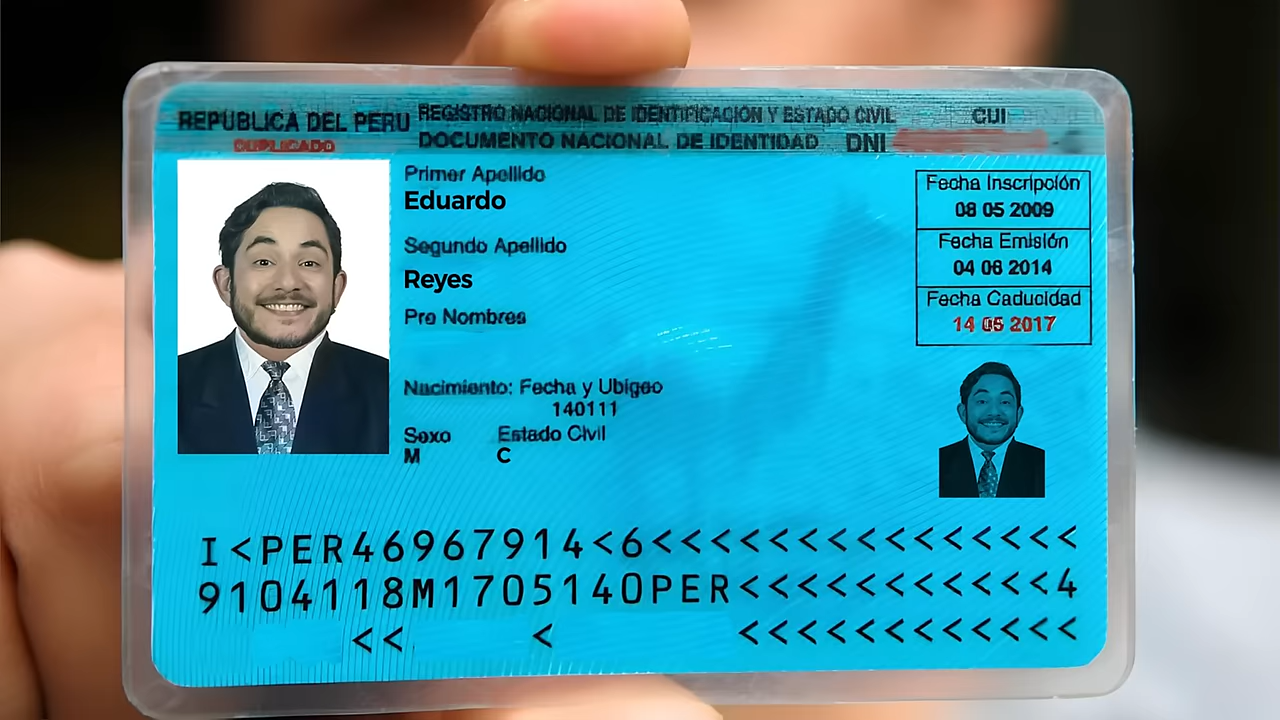 REPUBLICA DEL PERU
REGISTRO NACIONAL DE IDENTIFICACION Y ESTADO CIVIL
CUI
DUPLICADO
DOCUMENTO NACIONAL DE IDENTIDAD DNI
Primer Apellido
Eduardo
Segundo Apellido
Reyes
Pre Nombres
Nacimiento: Fecha y Ubigeo
140111
Sexo Estado Civil
M C
Fecha Inscripción
08 05 2009
Fecha Emisión
04 06 2014
Fecha Caducidad
14 05 2017
I<PER46967914<6<<<<<<<<<<<<<<<
9104118M1705140PER<<<<<<<<<<<4
<< < <<<<<<<<<<<<